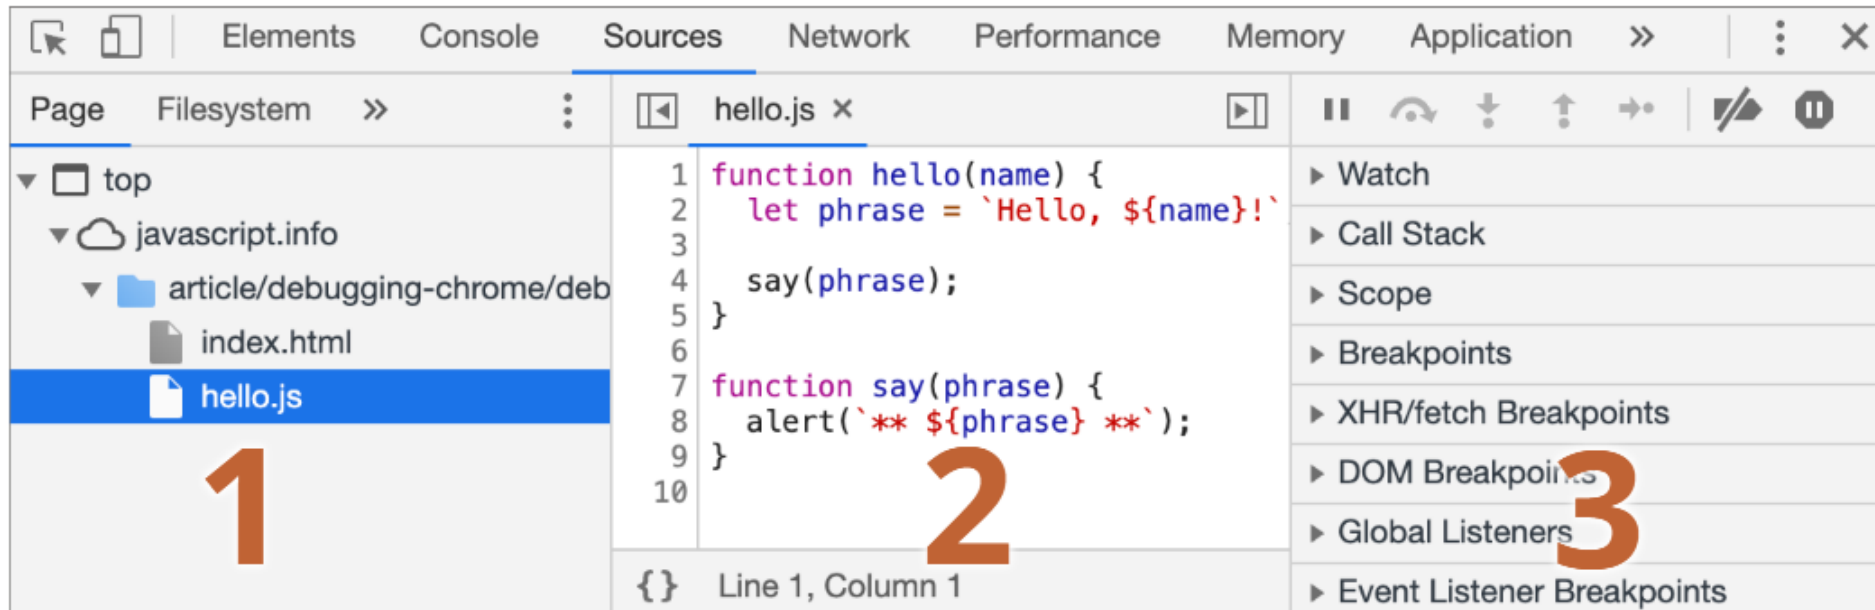 Elements Console Sources Network Performance Memory Application »
Page Filesystem »
top
javascript.info
article/debugging-chrome/deb
index.html
hello.js
1
hello.js ×
1 function hello(name) {
2 let phrase = `Hello, ${name}!`
3
4 say(phrase);
5 }
6
7 function say(phrase) {
8 alert(`** ${phrase} **`);
9 }
10
2
{} Line 1, Column 1
Watch
Call Stack
Scope
Breakpoints
XHR/fetch Breakpoints
DOM Breakpoints
Global Listeners
Event Listener Breakpoints
3